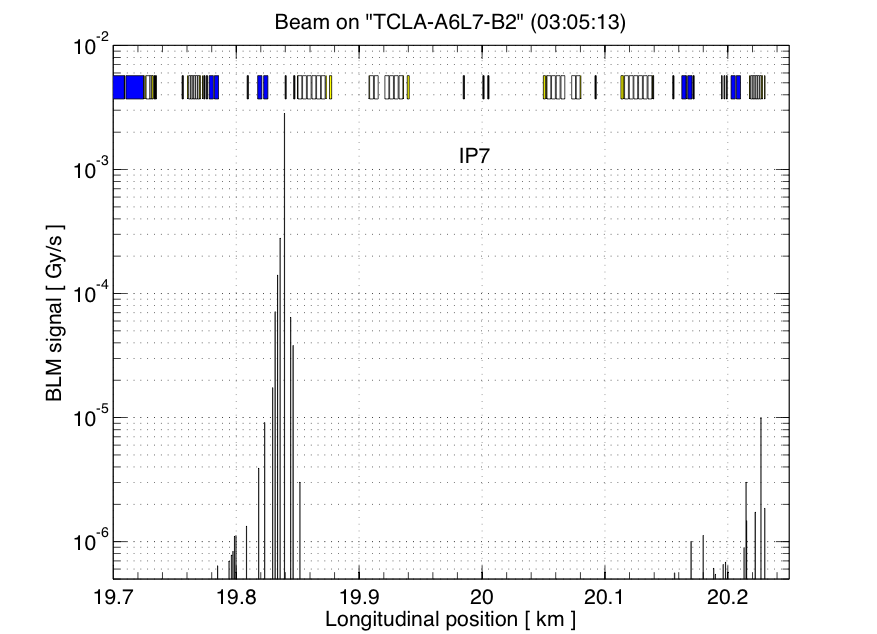 Beam on "TCLA-A6L7-B2" (03:05:13)
10-2
IP7
10-3
10-4
10-5
10-6
BLM signal [ Gy/s ]
19.7 19.8 19.9 20 20.1 20.2
Longitudinal position [ km ]